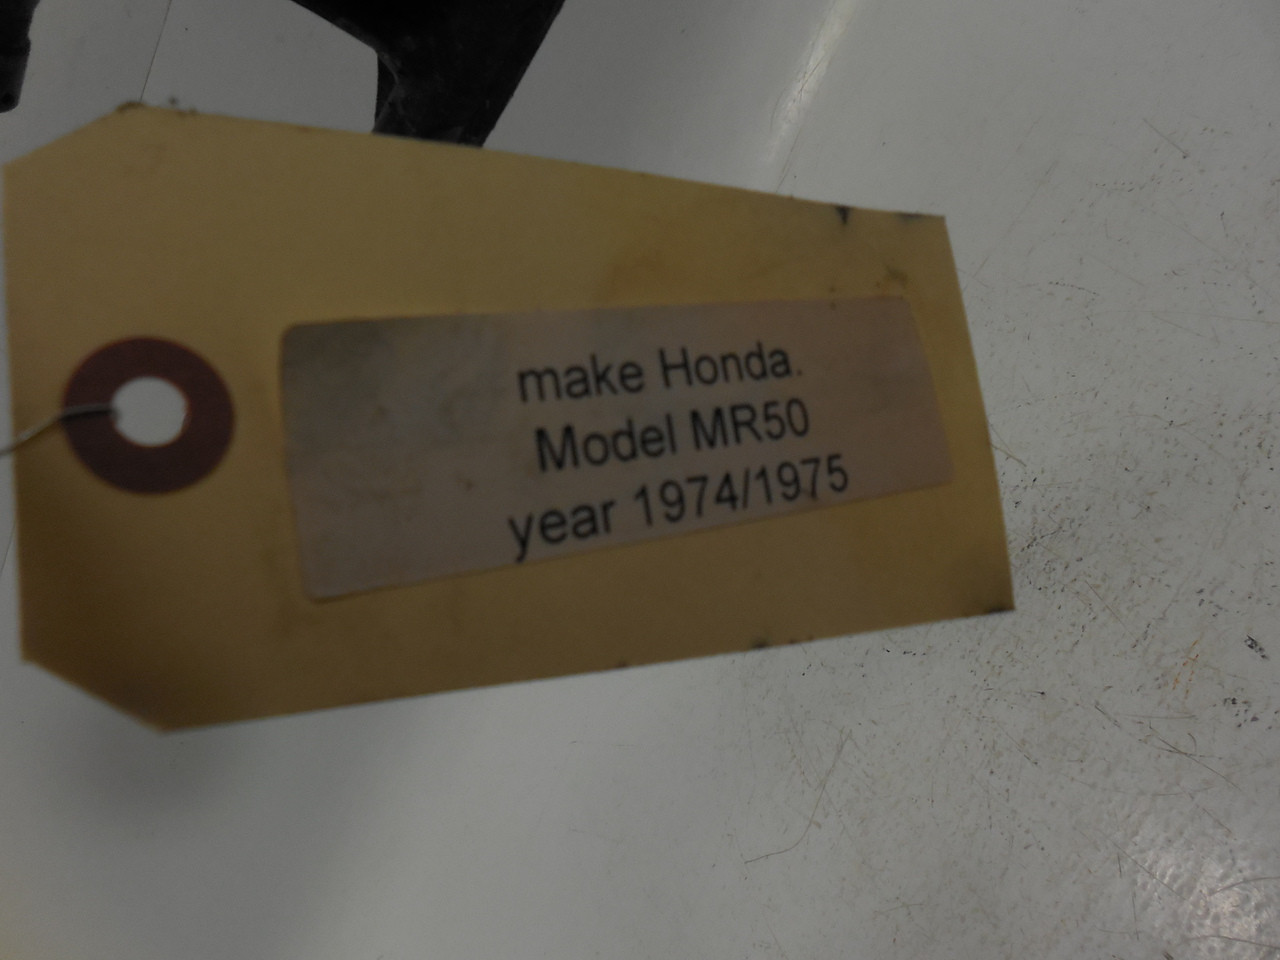 make Honda.
Model MR50
year 1974/1975